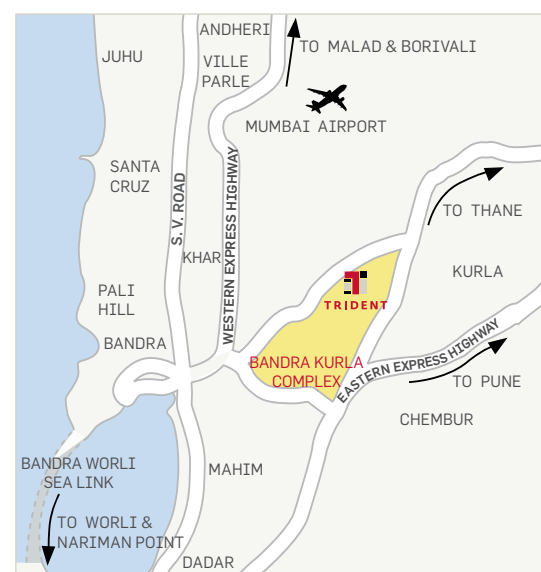 ANDHERI
TO MALAD & BORIVALI
JUHU
VILLE
PARLE
MUMBAI AIRPORT
SANTA
CRUZ
S. V. ROAD
WESTERN EXPRESS HIGHWAY
TO THANE
KHAR
KURLA
PALI
HILL
TRIDENT
BANDRA
BANDRA KURLA
COMPLEX
EASTERN EXPRESS HIGHWAY
TO PUNE
CHEMBUR
BANDRA WORLI
SEA LINK
MAHIM
TO WORLI &
NARIMAN POINT
DADAR